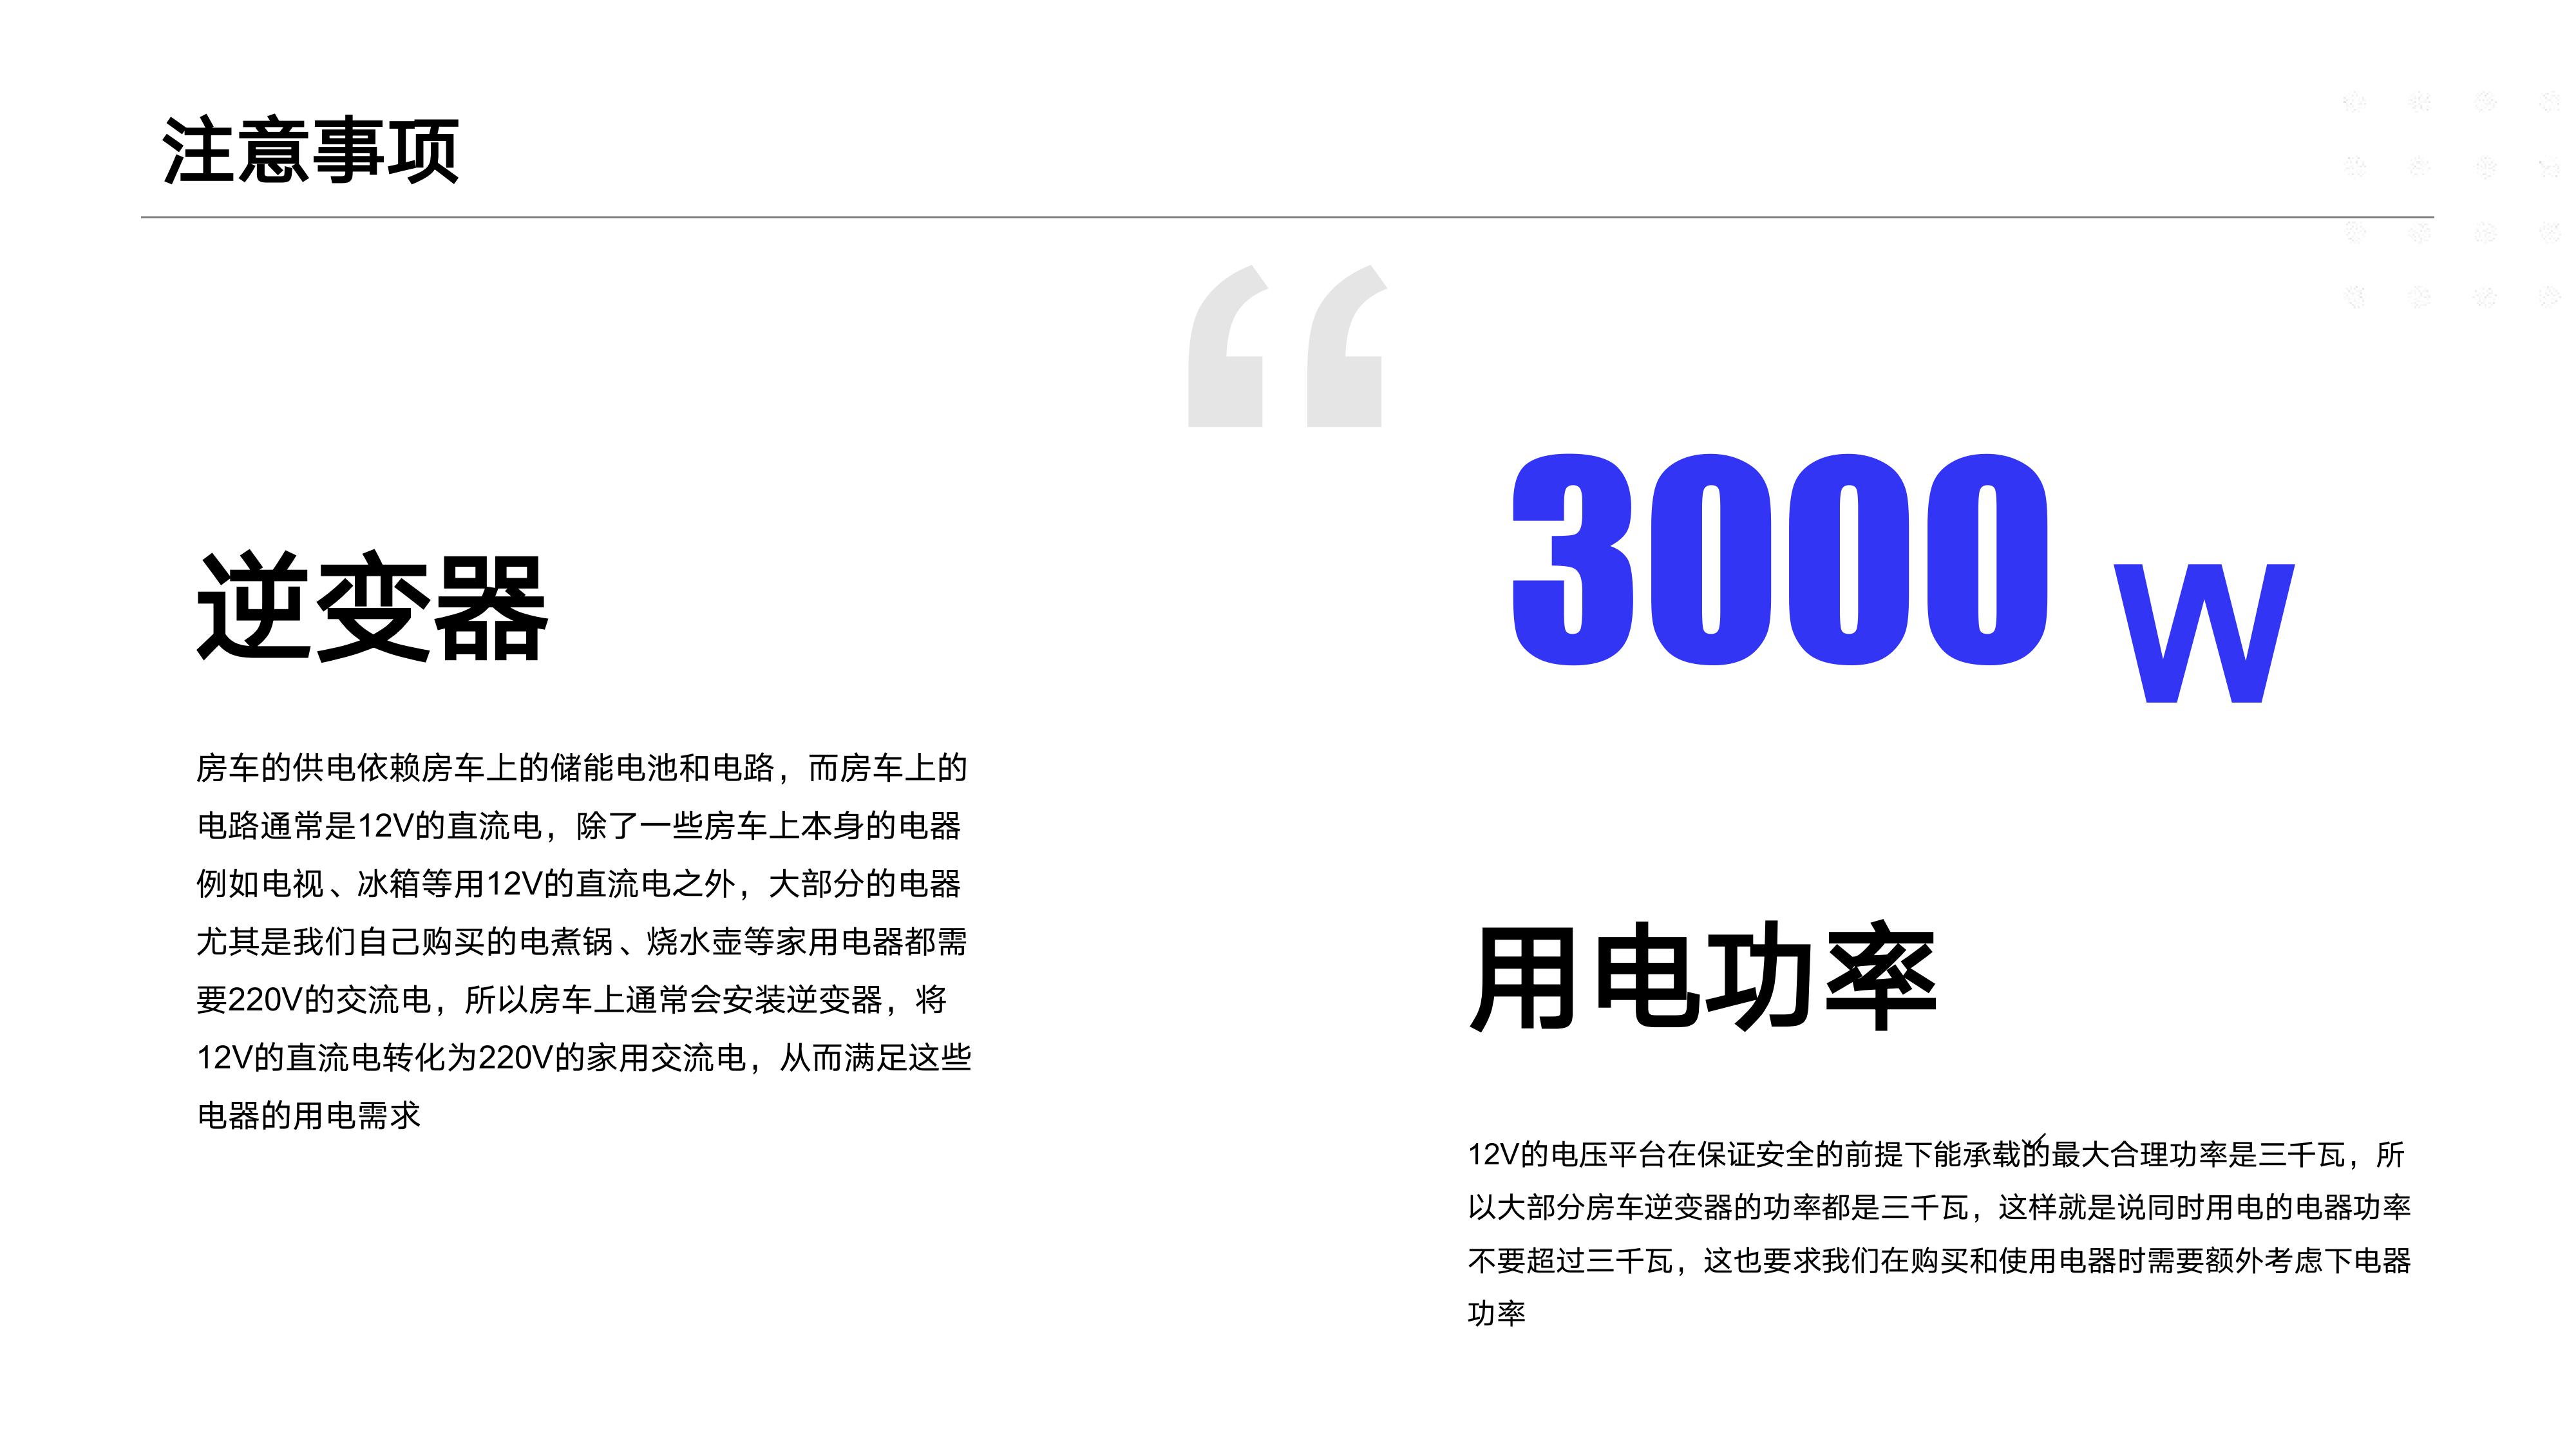 注意事项
“
逆变器
房车的供电依赖房车上的储能电池和电路，而房车上的
电路通常是12V的直流电，除了一些房车上本身的电器
例如电视、冰箱等用12V的直流电之外，大部分的电器
尤其是我们自己购买的电煮锅、烧水壶等家用电器都需
要220V的交流电，所以房车上通常会安装逆变器，将
12V的直流电转化为220V的家用交流电，从而满足这些
电器的用电需求
3000 W
用电功率
12V的电压平台在保证安全的前提下能承载的最大合理功率是三千瓦，所
以大部分房车逆变器的功率都是三千瓦，这样就是说同时用电的电器功率
不要超过三千瓦，这也要求我们在购买和使用电器时需要额外考虑下电器
功率